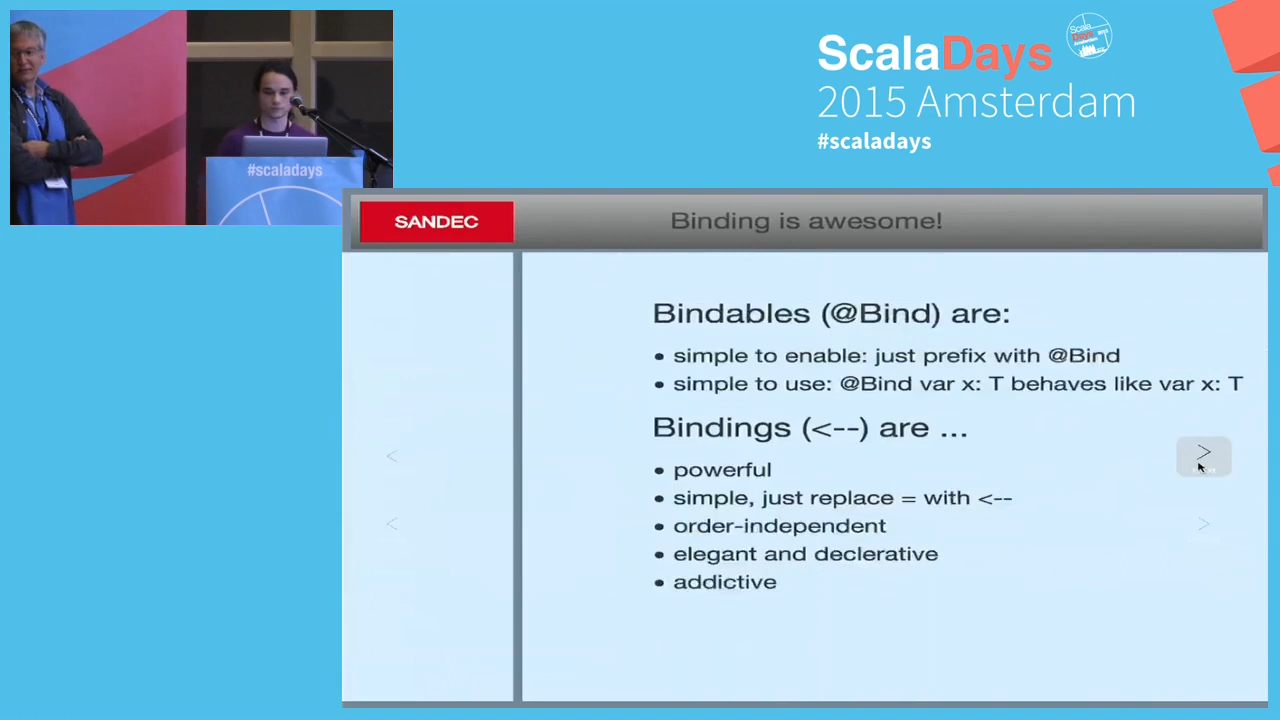 ScalaDays
2015 Amsterdam
#scaladays
#scaladays
SANDEC
Binding is awesome!
Bindables (@Bind) are:
• simple to enable: just prefix with @Bind
• simple to use: @Bind var x: T behaves like var x: T
Bindings (<--) are ...
• powerful
• simple, just replace = with <--
• order-independent
• elegant and declerative
• addictive
<
>
<
>